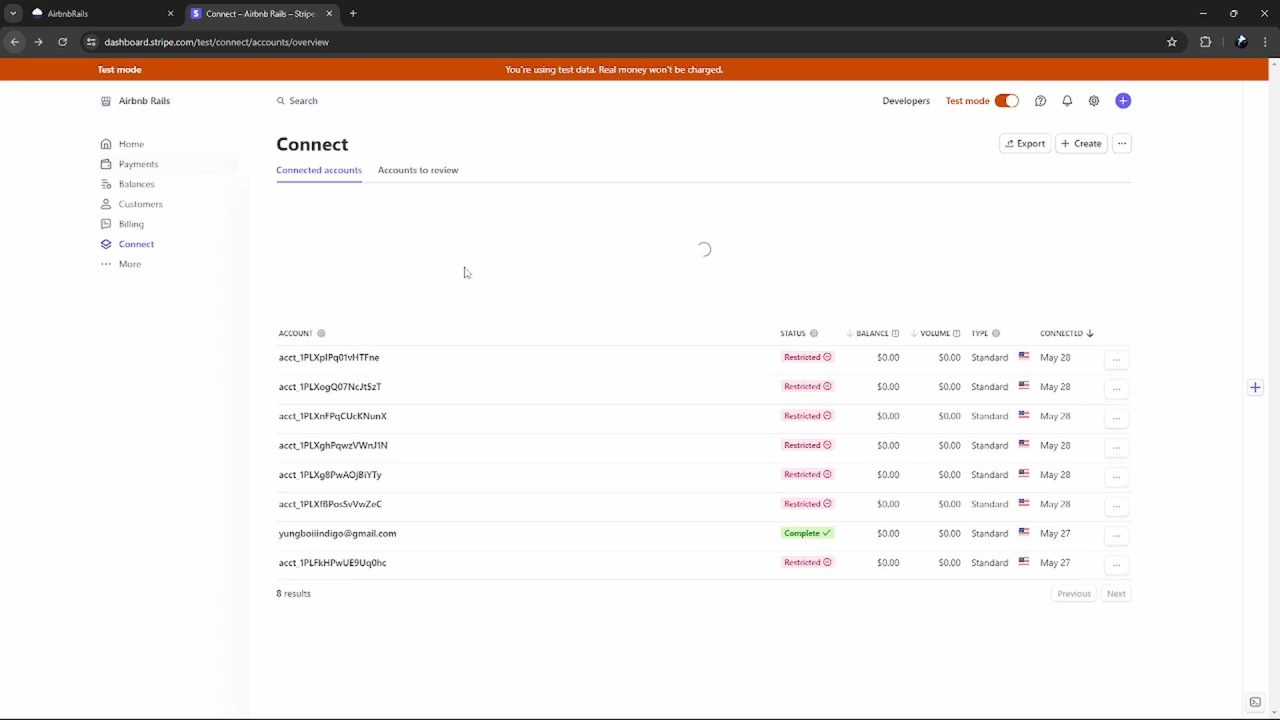 AirbnbRails
Connect – Airbnb Rails – Stripe
dashboard.stripe.com/test/connect/accounts/overview
Test mode
You're using test data. Real money won't be charged.
Airbnb Rails
Search
Developers
Test mode
Home
Payments
Balances
Customers
Billing
Connect
More
Connect
Export
Create
Connected accounts
Accounts to review
ACCOUNT STATUS BALANCE VOLUME TYPE CONNECTED
acct_1PLXpIPq01vHTFne Restricted $0.00 $0.00 Standard May 28
acct_1PLXogQ07NcJt5zT Restricted $0.00 $0.00 Standard May 28
acct_1PLXnFPqCUcKNunX Restricted $0.00 $0.00 Standard May 28
acct_1PLXghPqwzVWnJ1N Restricted $0.00 $0.00 Standard May 28
acct_1PLXg8PwAOjBiYTy Restricted $0.00 $0.00 Standard May 28
acct_1PLXfBPosSvVwZeC Restricted $0.00 $0.00 Standard May 28
yungboiiindigo@gmail.com Complete $0.00 $0.00 Standard May 27
acct_1PLFkHPwUE9Uq0hc Restricted $0.00 $0.00 Standard May 27
8 results
Previous
Next